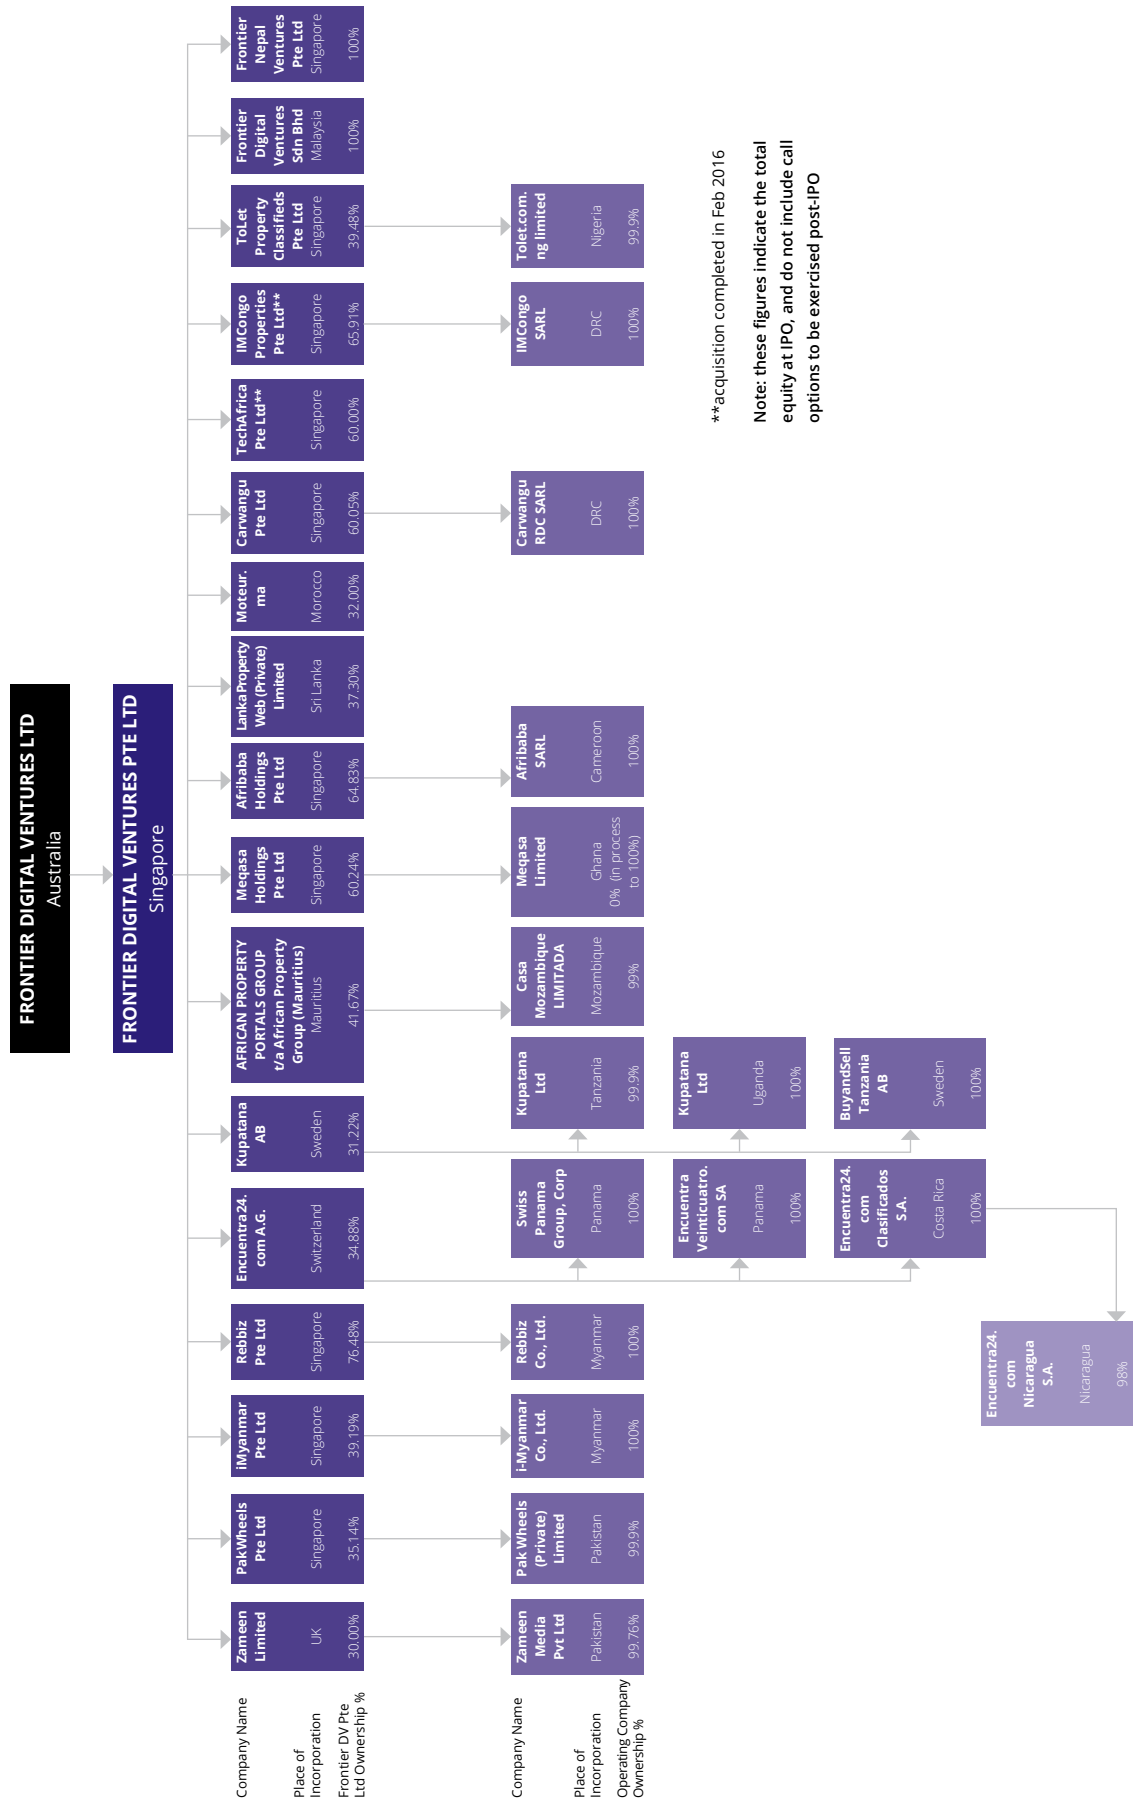 FRONTIER DIGITAL VENTURES LTD
Australia
FRONTIER DIGITAL VENTURES PTE LTD
Singapore
Company Name
Place of
Incorporation
Frontier DV Pte
Ltd Ownership %
Zameen
Limited
UK
30.00%
PakWheels
Pte Ltd
Singapore
35.14%
iMyanmar
Pte Ltd
Singapore
39.19%
Rebbiz
Pte Ltd
Singapore
76.48%
Encuentra24.
com A.G.
Switzerland
34.88%
Kupatana
AB
Sweden
31.22%
AFRICAN PROPERTY
PORTALS GROUP
t/a African Property
Group (Mauritius)
Mauritius
41.67%
Meqasa
Holdings
Pte Ltd
Singapore
60.24%
Afribaba
Holdings
Pte Ltd
Singapore
64.83%
LankaProperty
Web (Private)
Limited
Sri Lanka
37.30%
Moteur.
ma
Morocco
32.00%
Carwangu
Pte Ltd
Singapore
60.05%
TechAfrica
Pte Ltd**
Singapore
60.00%
IMCongo
Properties
Pte Ltd**
Singapore
65.91%
ToLet
Property
Classifieds
Pte Ltd
Singapore
39.48%
Frontier
Digital
Ventures
Sdn Bhd
Malaysia
100%
Frontier
Nepal
Ventures
Pte Ltd
Singapore
100%
Company Name
Place of
Incorporation
Operating Company
Ownership %
Zameen
Media
Pvt Ltd
Pakistan
99.76%
Pak Wheels
(Private)
Limited
Pakistan
99.9%
i-Myanmar
Co., Ltd.
Myanmar
100%
Rebbiz
Co., Ltd.
Myanmar
100%
Swiss
Panama
Group, Corp
Panama
100%
Kupatana
Ltd
Tanzania
99.9%
Casa
Mozambique
LIMITADA
Mozambique
99%
Meqasa
Limited
Ghana
0% (in process
to 100%)
Afribaba
SARL
Cameroon
100%
Carwangu
RDC SARL
DRC
100%
IMCongo
SARL
DRC
100%
Tolet.com.
ng limited
Nigeria
99.9%
Encuentra
Veinticuatro.
com SA
Panama
100%
Kupatana
Ltd
Uganda
100%
Encuentra24.
com
Clasificados
S.A.
Costa Rica
100%
BuyandSell
Tanzania
AB
Sweden
100%
Encuentra24.
com
Nicaragua
S.A.
Nicaragua
98%
**acquisition completed in Feb 2016
Note: these figures indicate the total
equity at IPO, and do not include call
options to be exercised post-IPO